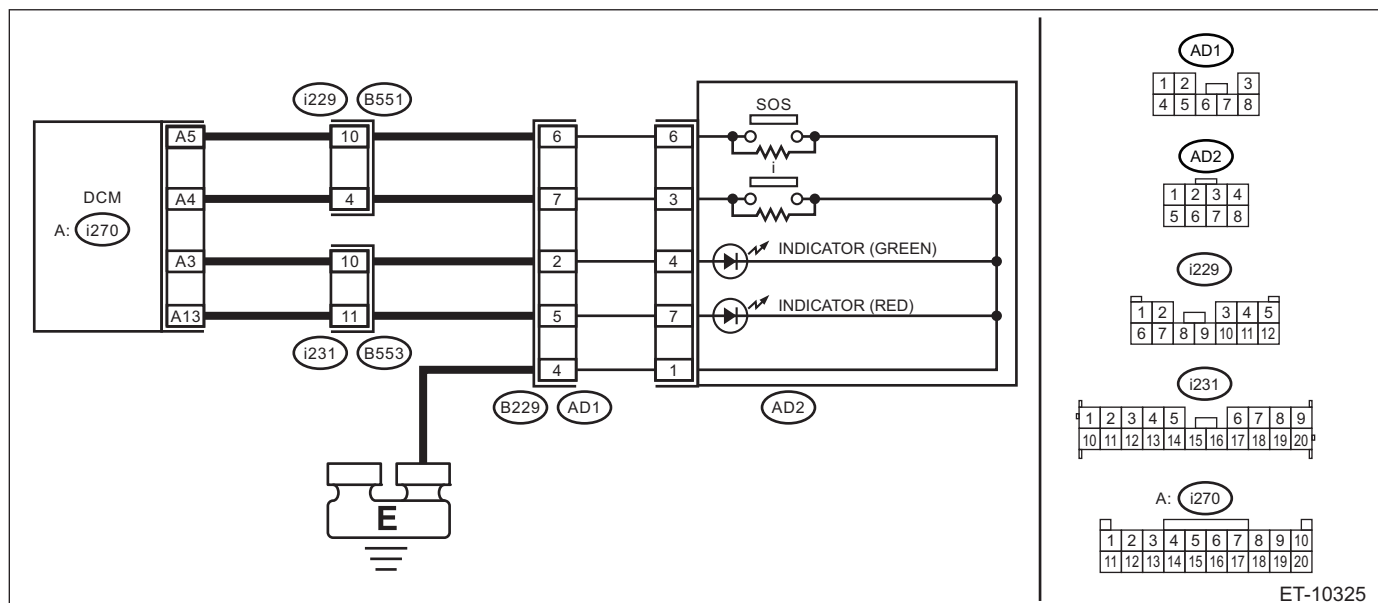 i229 B551
DCM
A: i270
A5 10 6 6 SOS
A4 4 7 3 i
A3 10 2 4 INDICATOR (GREEN)
A13 11 5 7 INDICATOR (RED)
i231 B553
4 1
B229 AD1 AD2
E
AD1
1 2 3
4 5 6 7 8
AD2
1 2 3 4
5 6 7 8
i229
1 2 3 4 5
6 7 8 9 10 11 12
i231
1 2 3 4 5 6 7 8 9
10 11 12 13 14 15 16 17 18 19 20
A: i270
1 2 3 4 5 6 7 8 9 10
11 12 13 14 15 16 17 18 19 20
ET-10325